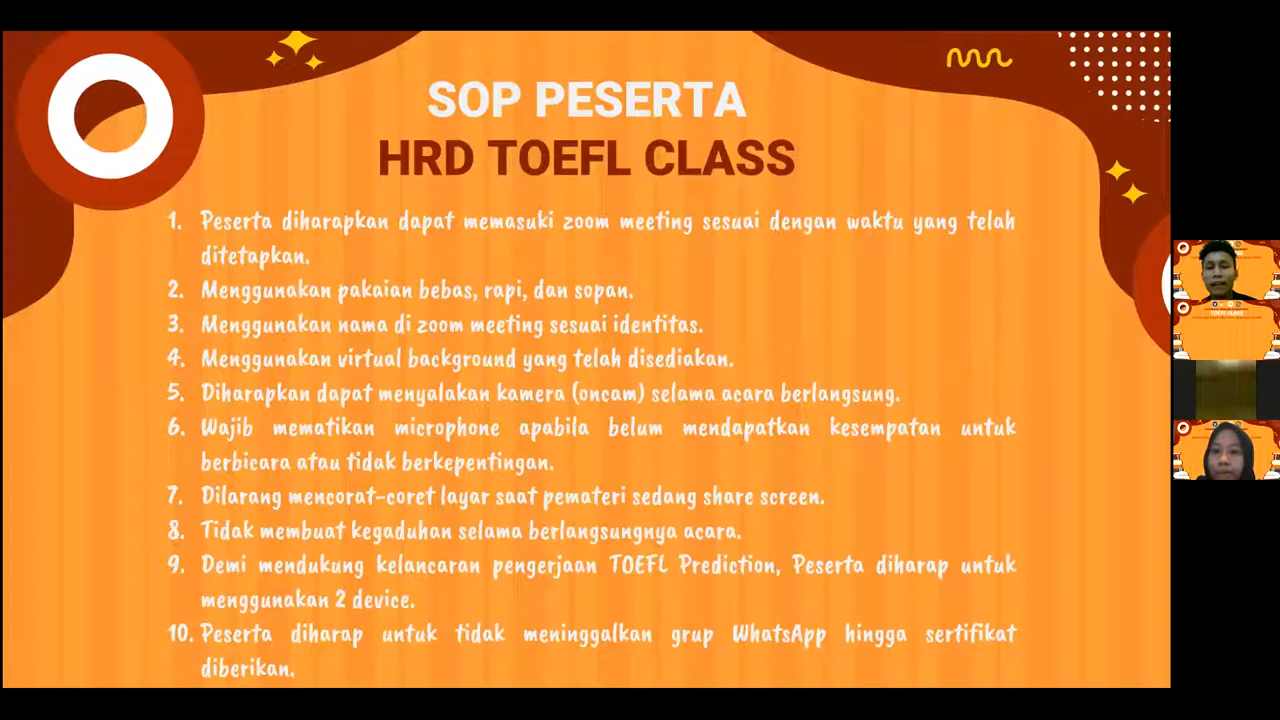 SOP PESERTA
HRD TOEFL CLASS
1. Peserta diharapkan dapat memasuki zoom meeting sesuai dengan waktu yang telah
ditetapkan.
2. Menggunakan pakaian bebas, rapi, dan sopan.
3. Menggunakan nama di zoom meeting sesuai identitas.
4. Menggunakan virtual background yang telah disediakan.
5. Diharapkan dapat menyalakan kamera (oncam) selama acara berlangsung.
6. Wajib mematikan microphone apabila belum mendapatkan kesempatan untuk
berbicara atau tidak berkepentingan.
7. Dilarang mencorat-coret layar saat pemateri sedang share screen.
8. Tidak membuat kegaduhan selama berlangsungnya acara.
9. Demi mendukung kelancaran pengerjaan TOEFL Prediction, Peserta diharap untuk
menggunakan 2 device.
10. Peserta diharap untuk tidak meninggalkan grup WhatsApp hingga sertifikat
diberikan.
TOEFL CLASS